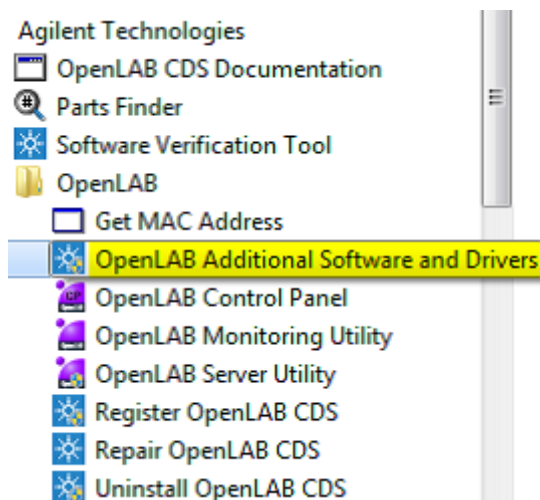 Agilent Technologies
OpenLAB CDS Documentation
Parts Finder
Software Verification Tool
OpenLAB
Get MAC Address
OpenLAB Additional Software and Drivers
OpenLAB Control Panel
OpenLAB Monitoring Utility
OpenLAB Server Utility
Register OpenLAB CDS
Repair OpenLAB CDS
Uninstall OpenLAB CDS